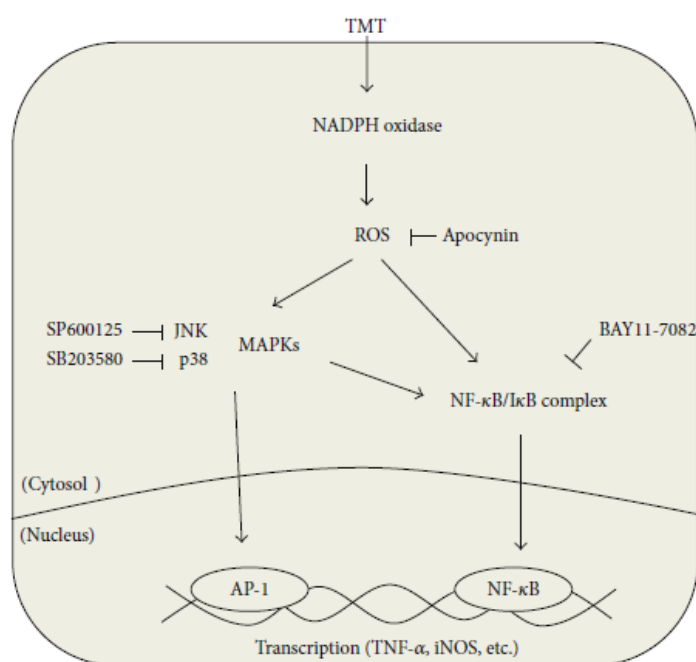 TMT
NADPH oxidase
ROS
Apocynin
SP600125
JNK
SB203580
p38
MAPKs
BAY11-7082
NF-κB/IκB complex
(Cytosol )
(Nucleus)
AP-1
NF-κB
Transcription (TNF-α, iNOS, etc.)